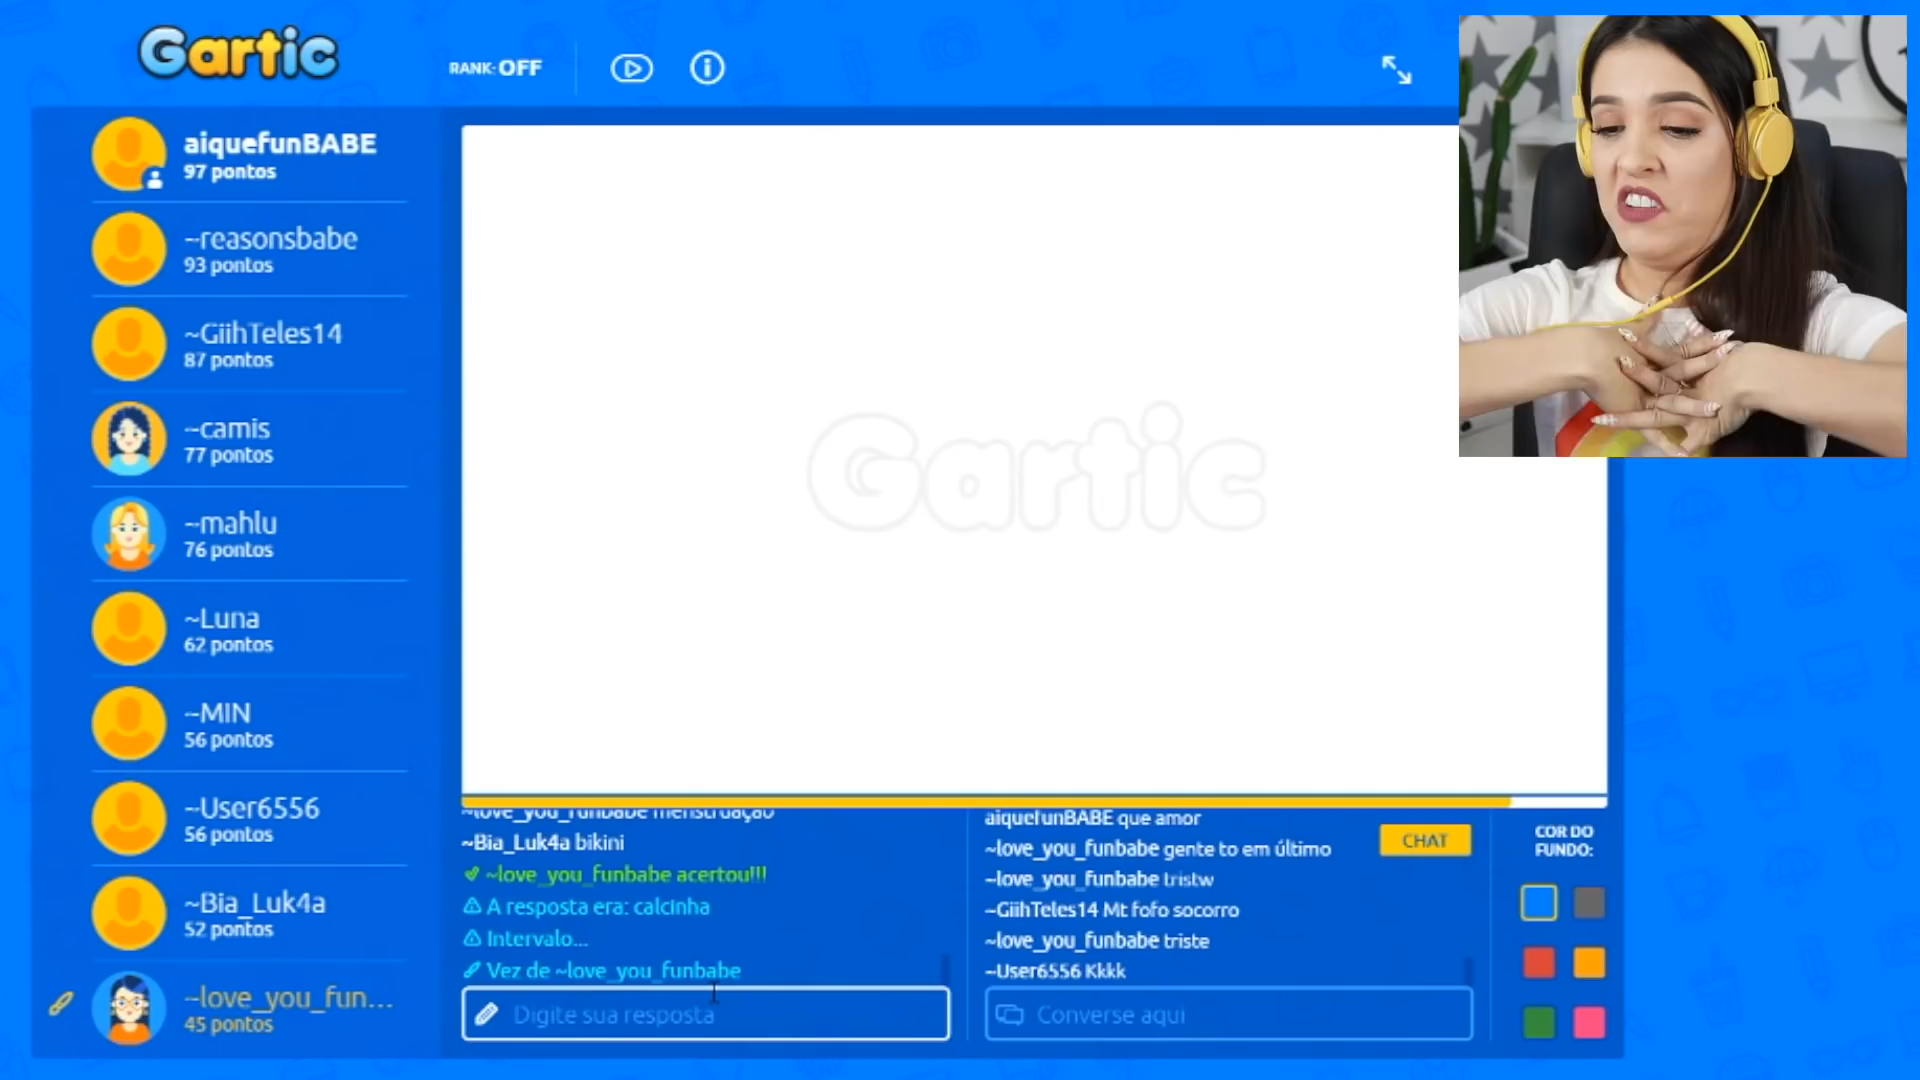 Gartic
RANK: OFF
aiquefunBABE
97 pontos
~reasonsbabe
93 pontos
~GiihTeles14
87 pontos
~camis
77 pontos
~mahlu
76 pontos
~Luna
62 pontos
~MIN
56 pontos
~User6556
56 pontos
~Bia_Luk4a
52 pontos
~love_you_fun...
45 pontos
Gartic
~love_you_funbabe menstruação
~Bia_Luk4a bikini
~love_you_funbabe acertou!!!
A resposta era: calcinha
Intervalo...
Vez de ~love_you_funbabe
Digite sua resposta
aiquefunBABE que amor
~love_you_funbabe gente to em último
~love_you_funbabe tristw
~GiihTeles14 Mt fofo socorro
~love_you_funbabe triste
~User6556 Kkkk
Converse aqui
CHAT
COR DO
FUNDO: